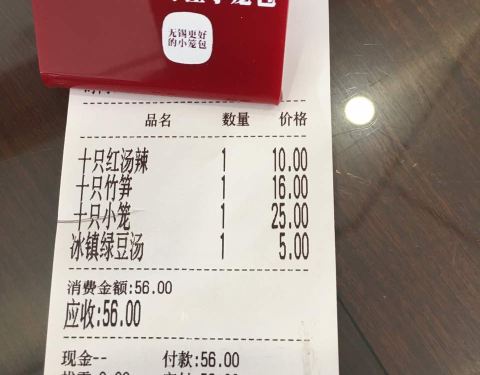 小笼包
无锡更好
的小笼包
品名 数量 价格
十只红汤辣 1 10.00
十只竹笋 1 16.00
十只小笼 1 25.00
冰镇绿豆汤 1 5.00
消费金额:56.00
应收:56.00
现金-- 付款:56.00